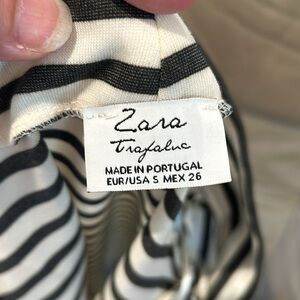 Zara
Trafaluc
MADE IN PORTUGAL
EUR/USA S MEX 26